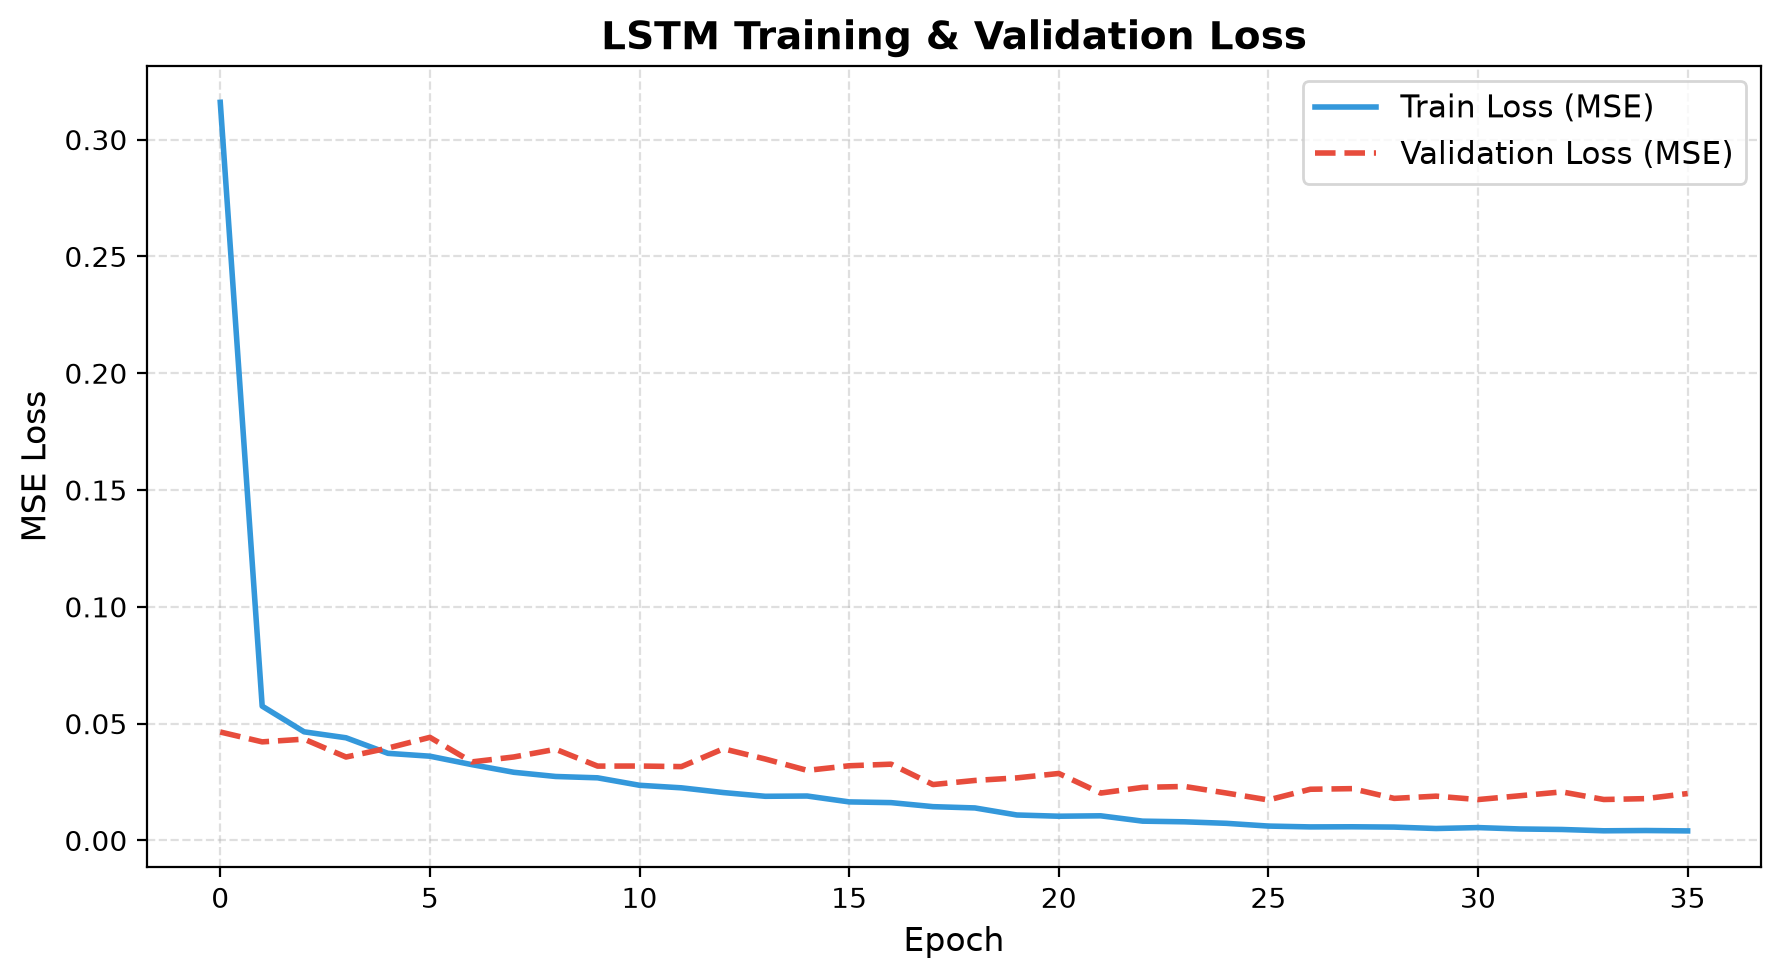 LSTM Training & Validation Loss
Train Loss (MSE)
Validation Loss (MSE)
MSE Loss
0.30
0.25
0.20
0.15
0.10
0.05
0.00
0 5 10 15 20 25 30 35
Epoch